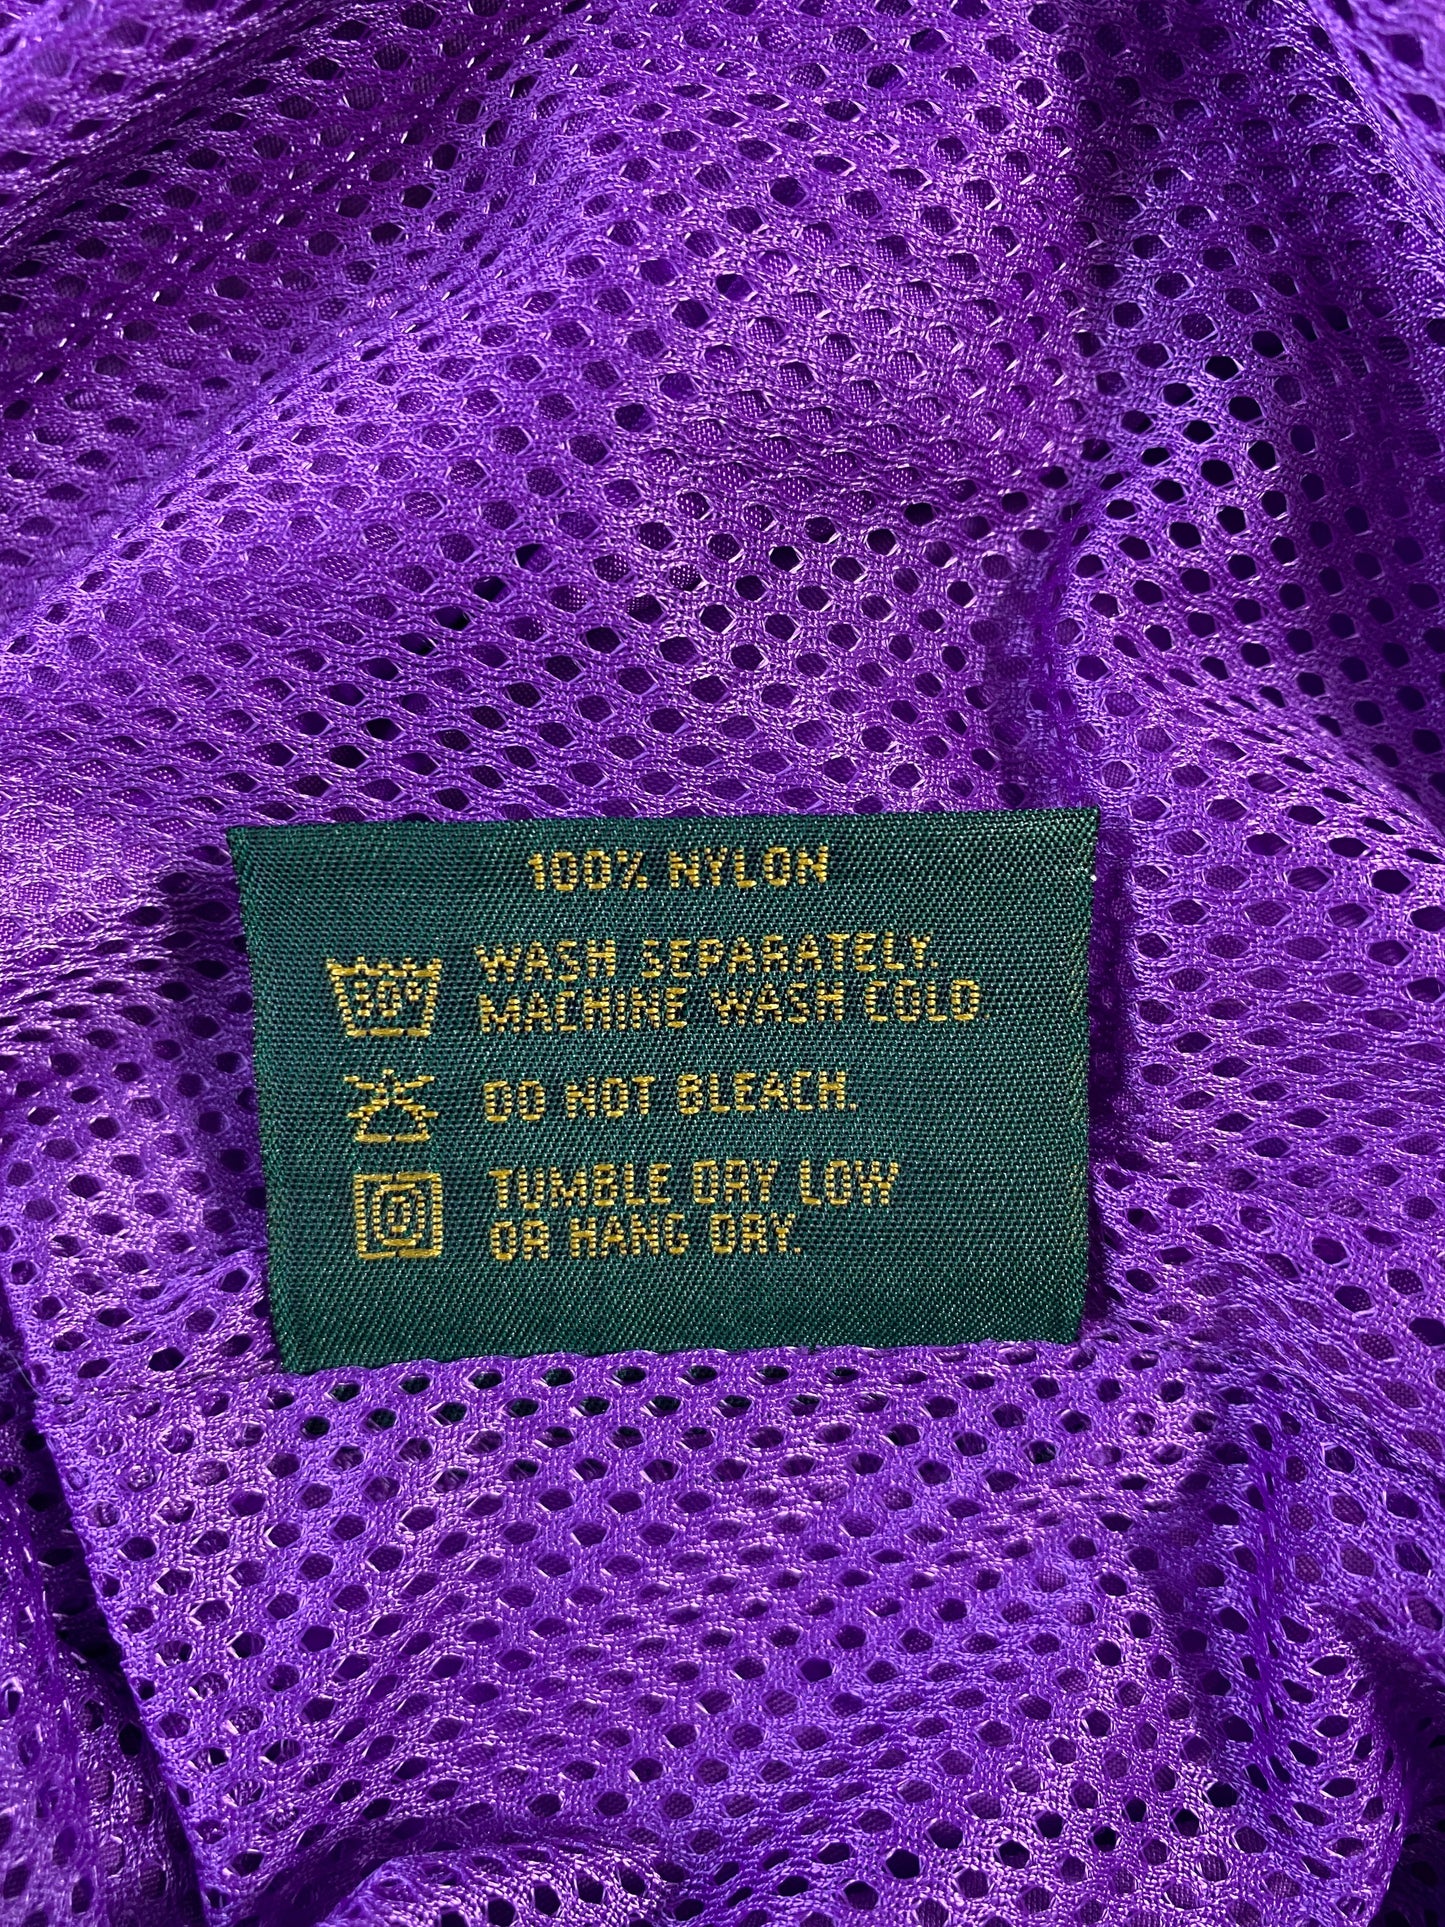 100% NYLON
WASH SEPARATELY.
30°
MACHINE WASH COLD.
DO NOT BLEACH.
TUMBLE DRY LOW
OR HANG DRY.